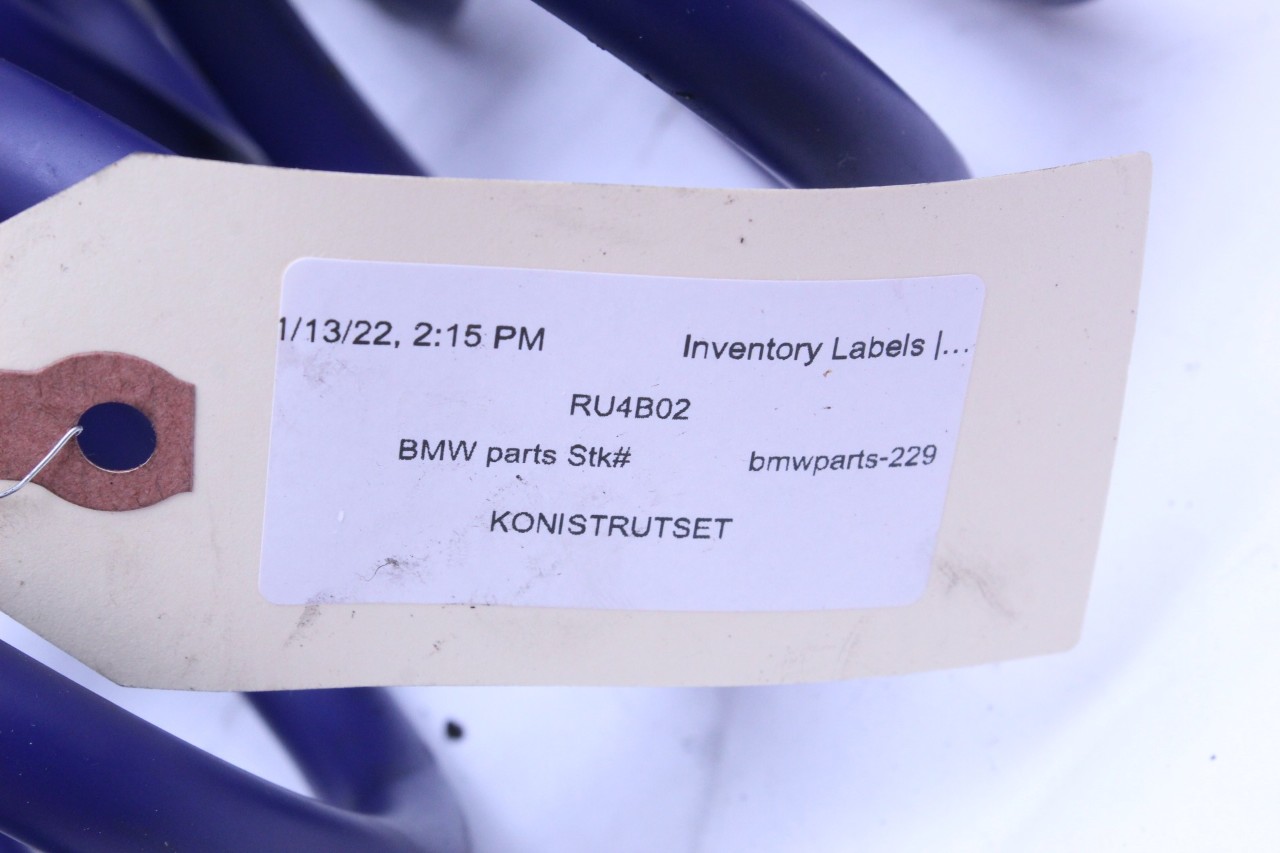 1/13/22, 2:15 PM Inventory Labels |...
RU4B02
BMW parts Stk# bmwparts-229
KONISTRUTSET